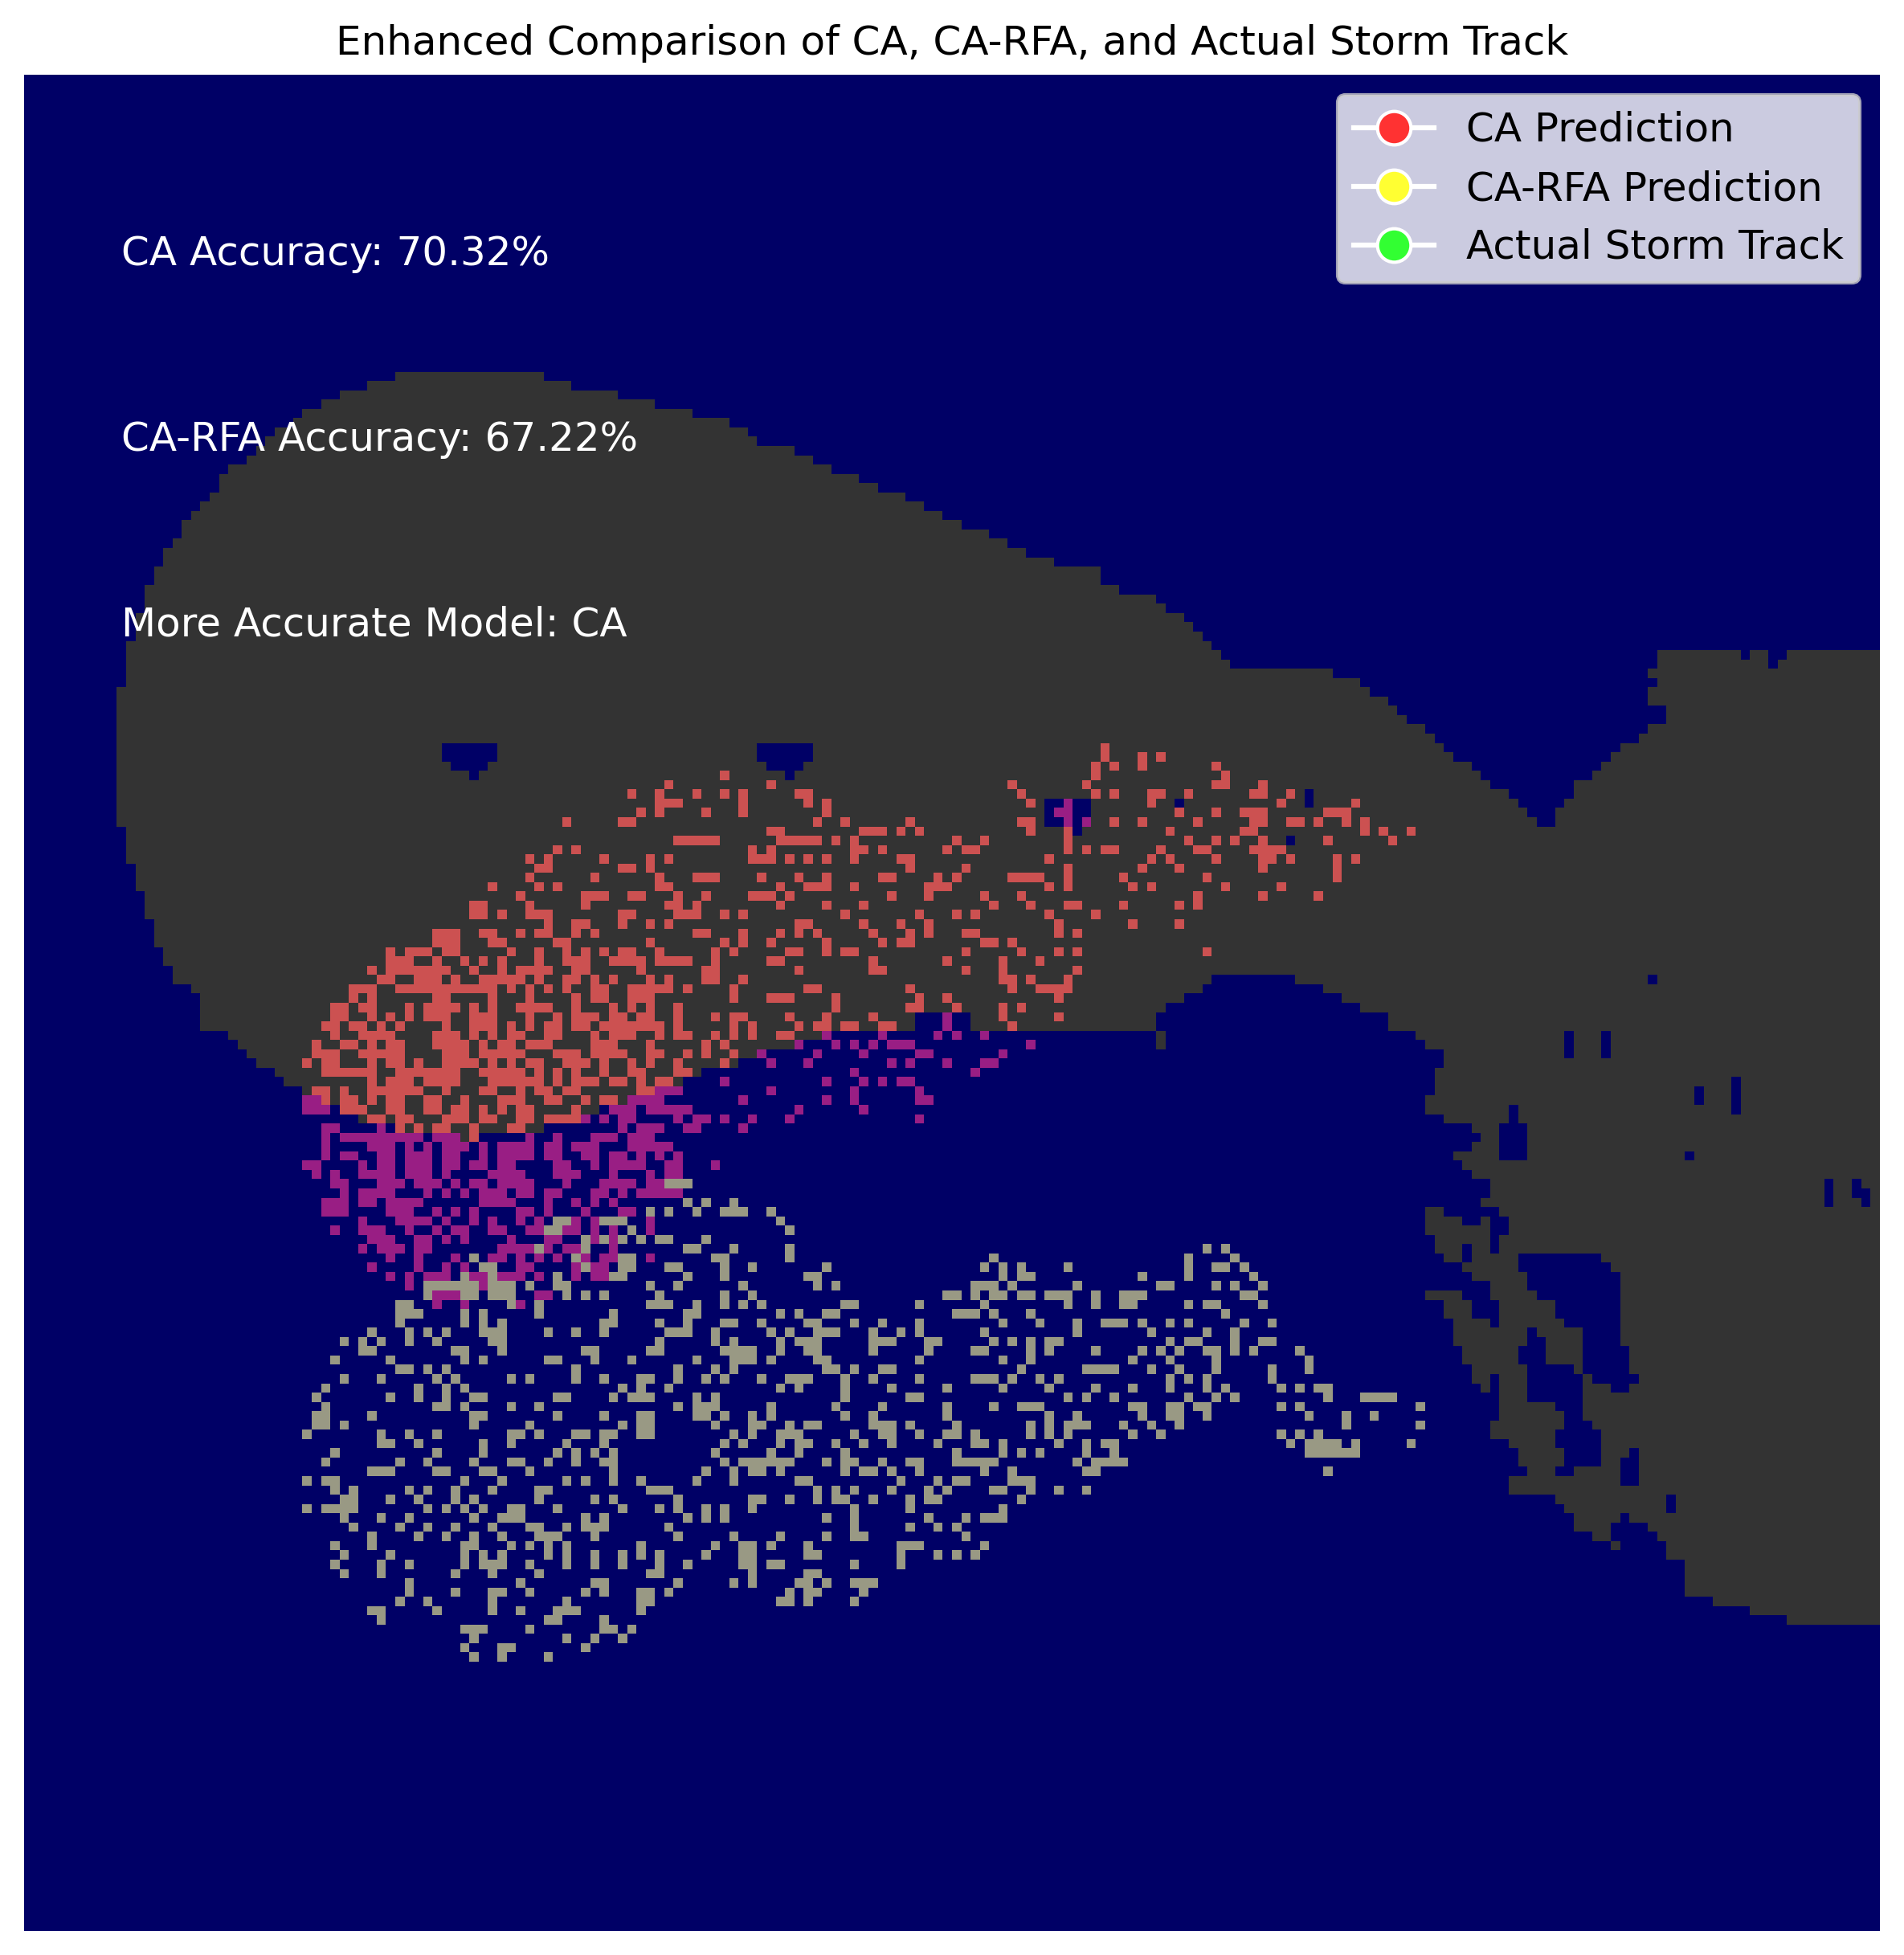 Enhanced Comparison of CA, CA-RFA, and Actual Storm Track
CA Prediction
CA-RFA Prediction
Actual Storm Track
CA Accuracy: 70.32%
CA-RFA Accuracy: 67.22%
More Accurate Model: CA